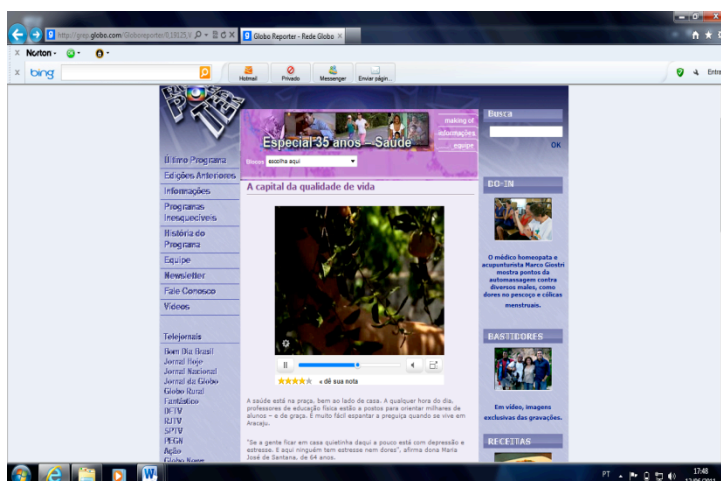 http://grep.globo.com/Globoreporter/0,19125,V
Globo Reporter - Rede Globo
Norton
bing
Hotmail
Privado
Messenger
Enviar págin...
Entra
Especial 35 anos – Saúde
making of
informações
equipe
Blocos
escolha aqui
Busca
OK
Último Programa
Edições Anteriores
Informações
Programas
Inesquecíveis
História do
Programa
Equipe
Newsletter
Fale Conosco
Vídeos
Telejornais
Bom Dia Brasil
Jornal Hoje
Jornal Nacional
Jornal da Globo
Globo Rural
Fantástico
DFTV
RJTV
SPTV
PEGN
Ação
Globo News
A capital da qualidade de vida
« dê sua nota
A saúde está na praça, bem ao lado de casa. A qualquer hora do dia,
professores de educação física estão a postos para orientar milhares de
alunos – e de graça. É muito fácil espantar a preguiça quando se vive em
Aracaju.
"Se a gente ficar em casa quietinha daqui a pouco está com depressão e
estresse. E aqui ninguém tem estresse nem dores", afirma dona Maria
José de Santana, de 64 anos.
DO-IN
O médico homeopata e
acupunturista Marco Giostri
mostra pontos da
automassagem contra
diversos males, como
dores no pescoço e cólicas
menstruais.
BASTIDORES
Em vídeo, imagens
exclusivas das gravações.
RECEITAS
PT
17:48